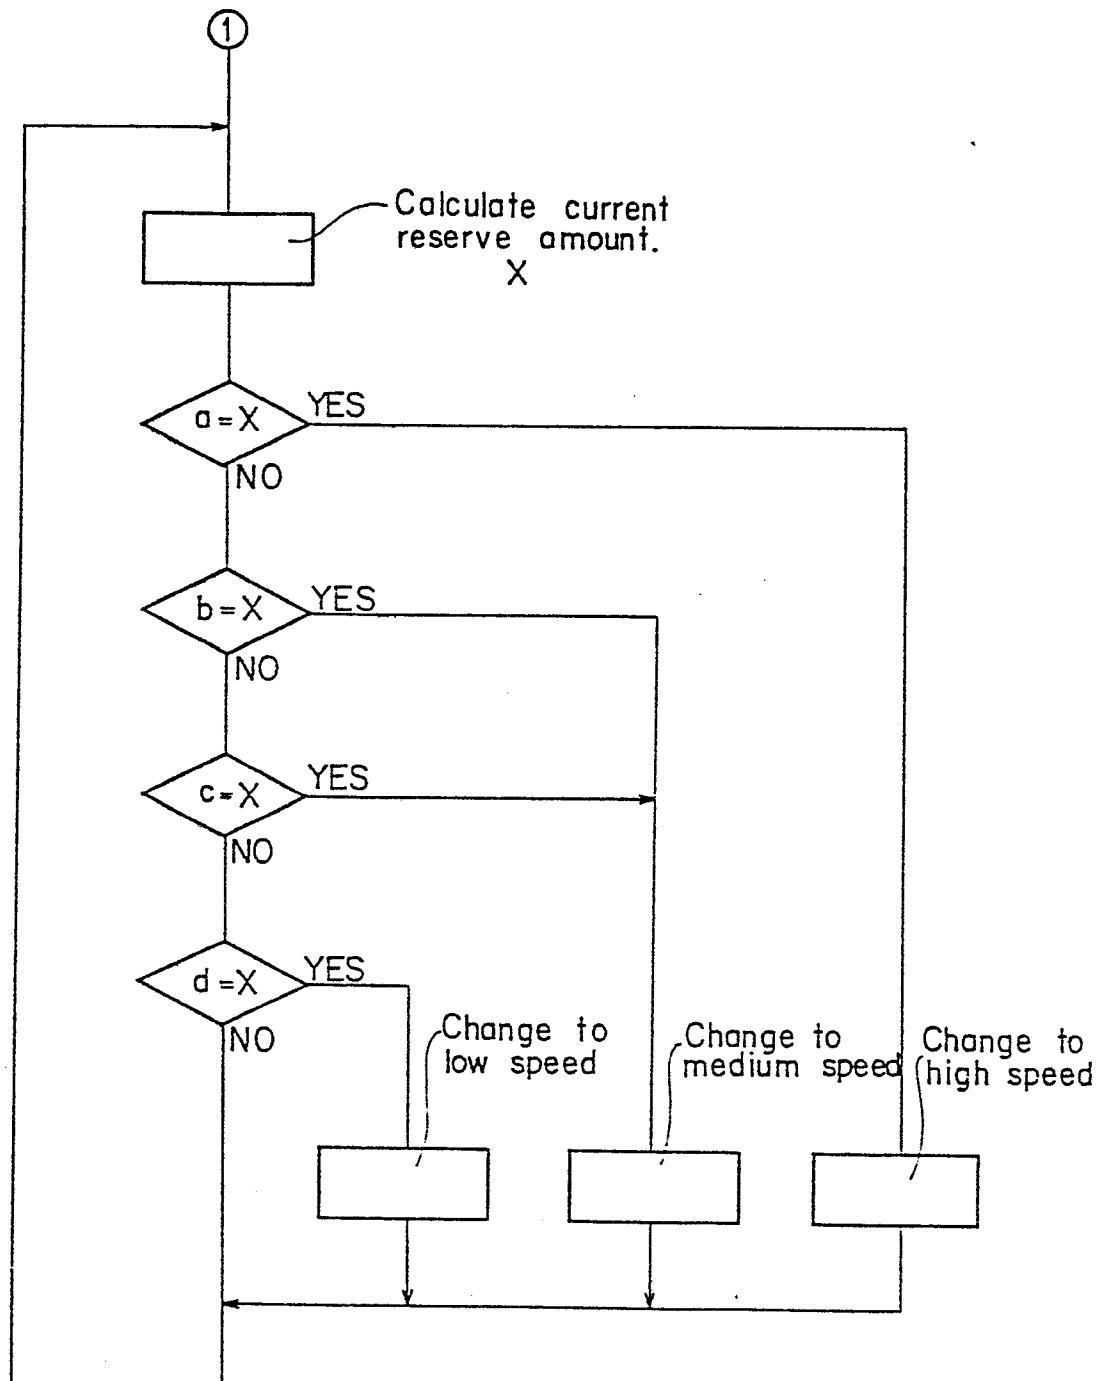 1
Calculate current
reserve amount.
X
a=X
YES
NO
b=X
YES
NO
c=X
YES
NO
d=X
YES
NO
Change to
low speed
Change to
medium speed
Change to
high speed